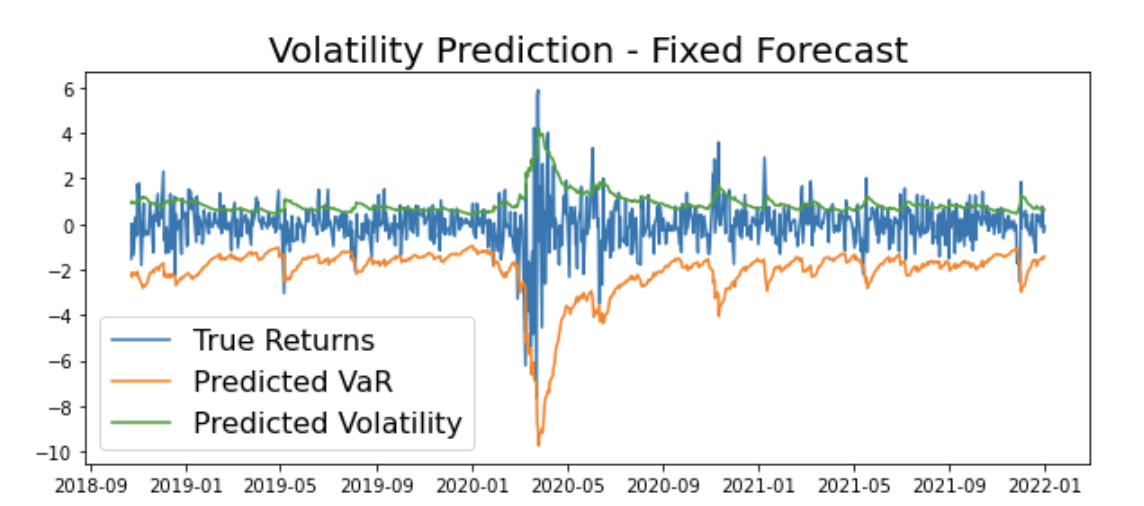 Volatility Prediction - Fixed Forecast
6
4
2
0
−2
−4
−6
−8
−10
True Returns
Predicted VaR
Predicted Volatility
2018-09 2019-01 2019-05 2019-09 2020-01 2020-05 2020-09 2021-01 2021-05 2021-09 2022-01